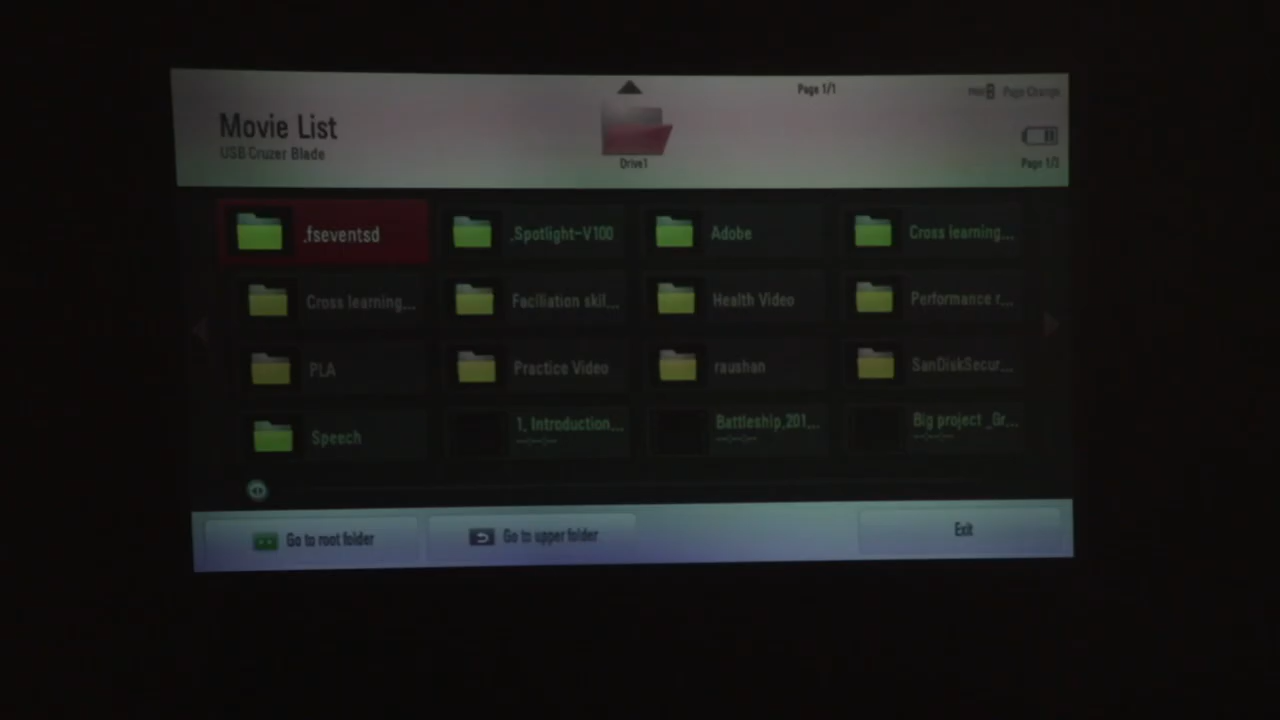 Page 1/1
Page Change
Movie List
USB Cruzer Blade
Drive1
Page 1/3
.fseventsd
.Spotlight-V100
Adobe
Cross learning...
Cross learning...
Faciliation skil...
Health Video
Performance r...
PLA
Practice Video
raushan
SanDiskSecur...
Speech
1. Introduction...
--:--:--
Battleship,201...
--:--:--
Big project _Gr...
--:--:--
Go to root folder
Go to upper folder
Exit